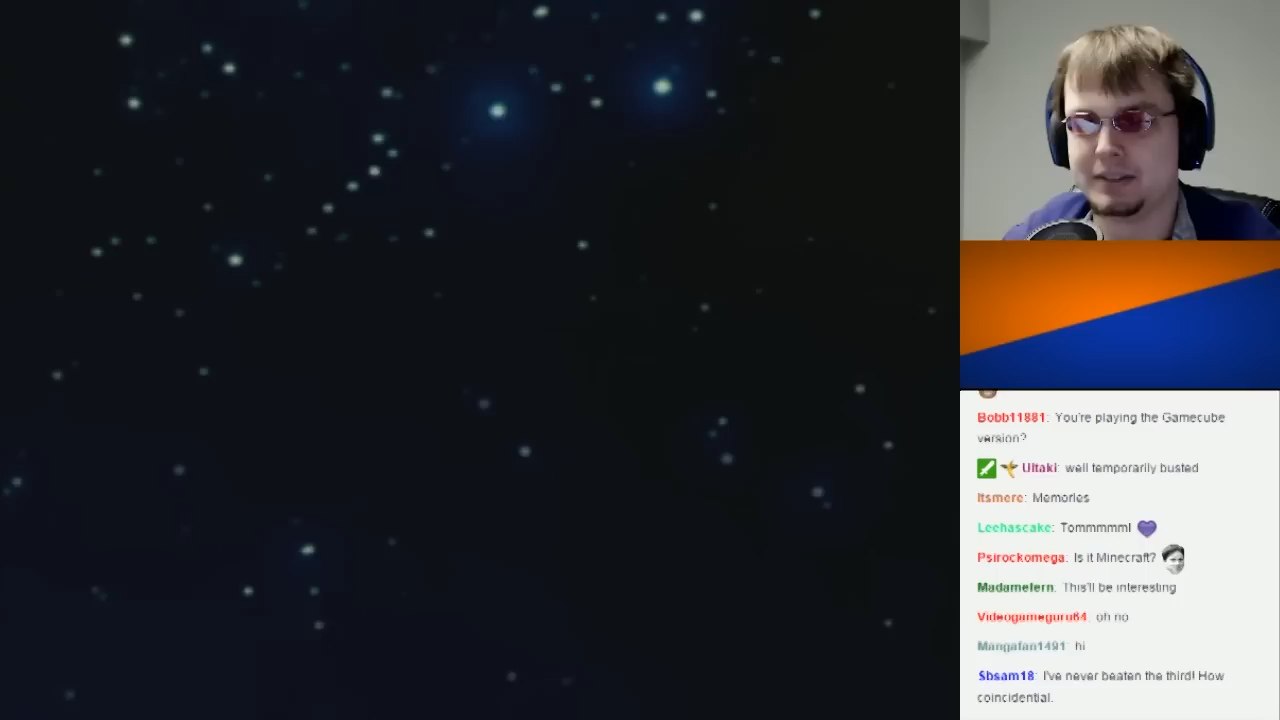 Bobb11881: You're playing the Gamecube
version?
Ultaki: well temporarily busted
Itsmere: Memories
Leehascake: Tommmmm!
Psirockomega: Is it Minecraft?
Madamefern: This'll be interesting
Videogameguru64: oh no
Mangafan1491: hi
Sbsam18: I've never beaten the third! How
coincidental.